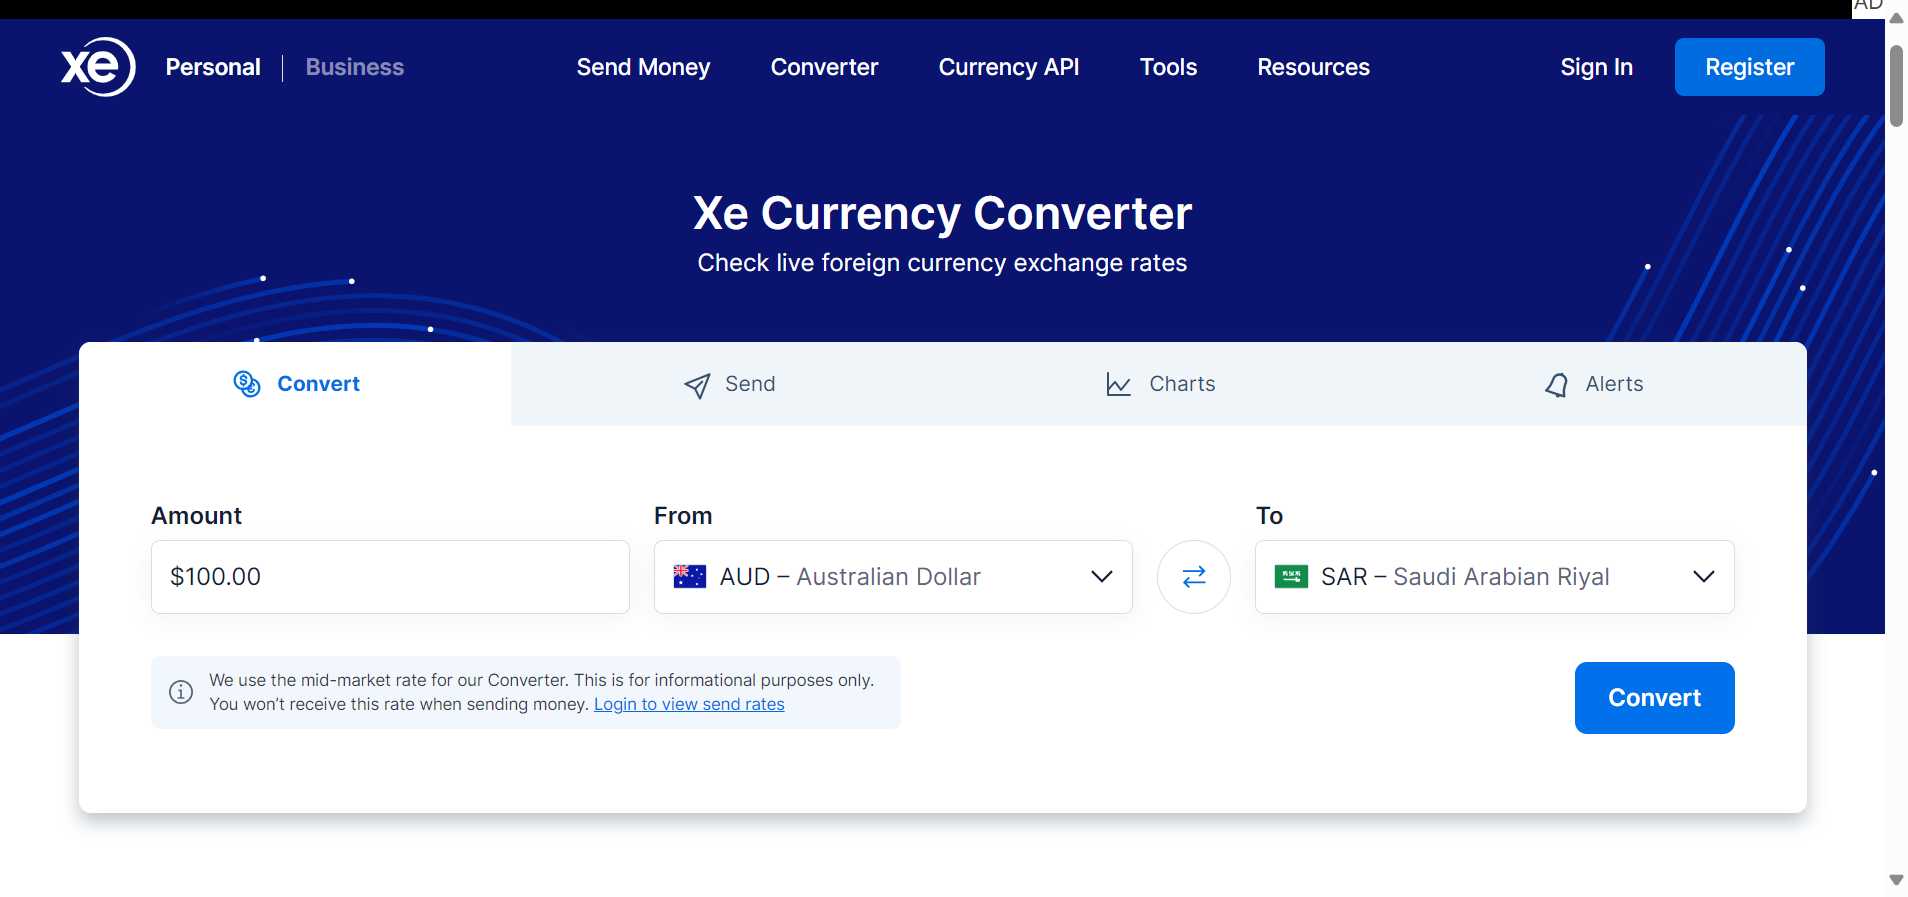 AD
xe
Personal
Business
Send Money
Converter
Currency API
Tools
Resources
Sign In
Register
Xe Currency Converter
Check live foreign currency exchange rates
Convert
Send
Charts
Alerts
Amount
From
To
$100.00
AUD – Australian Dollar
SAR – Saudi Arabian Riyal
We use the mid-market rate for our Converter. This is for informational purposes only.
You won’t receive this rate when sending money. Login to view send rates
Convert